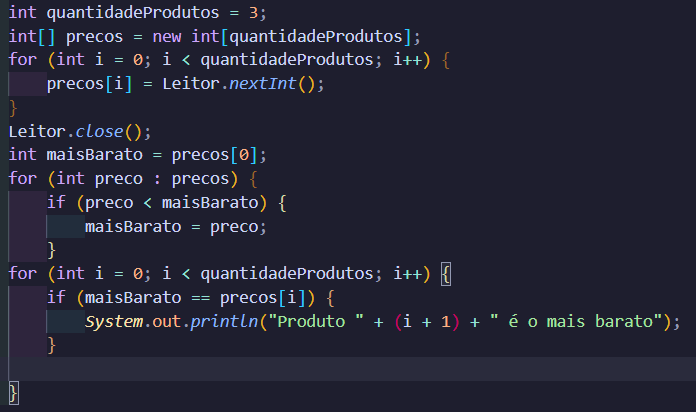 int quantidadeProdutos = 3;
int[] precos = new int[quantidadeProdutos];
for (int i = 0; i < quantidadeProdutos; i++) {
    precos[i] = Leitor.nextInt();
}
Leitor.close();
int maisBarato = precos[0];
for (int preco : precos) {
    if (preco < maisBarato) {
        maisBarato = preco;
    }
for (int i = 0; i < quantidadeProdutos; i++) {
    if (maisBarato == precos[i]) {
        System.out.println("Produto " + (i + 1) + " é o mais barato");
    }
}